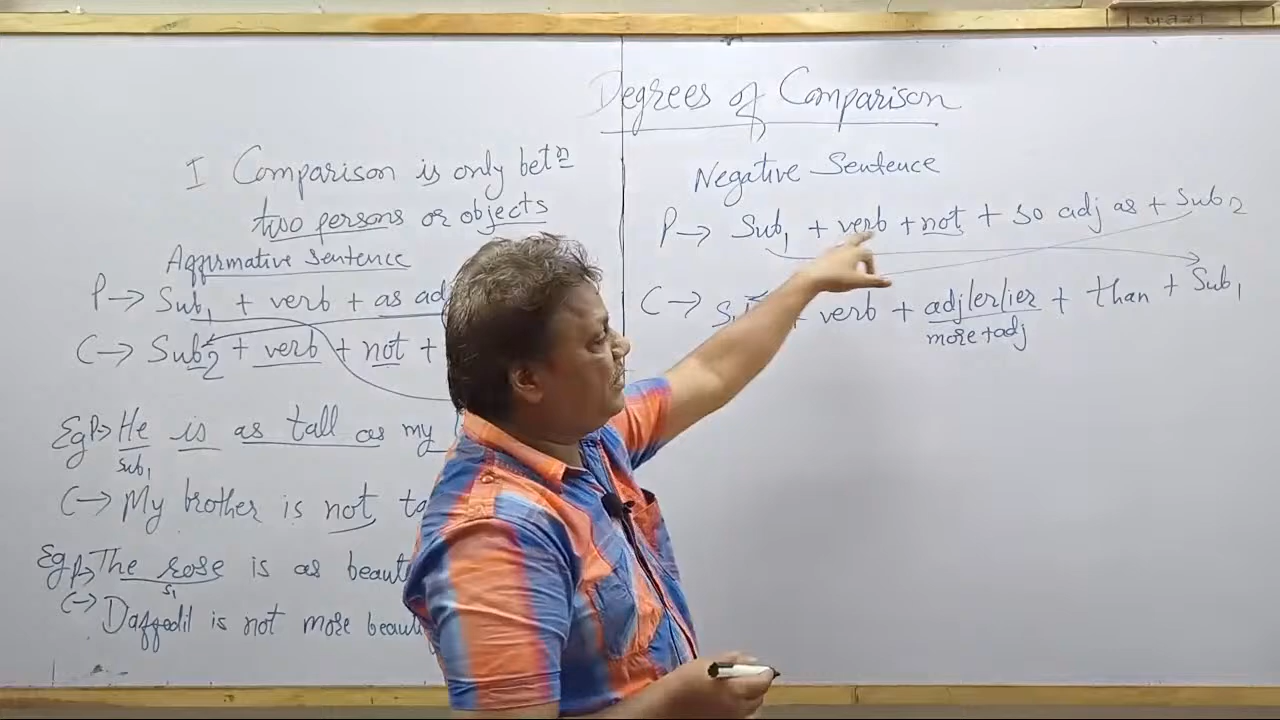 Degrees of Comparison
I Comparison is only betⁿ
two persons or objects
Affirmative Sentence
P → Sub₁ + verb + as ad
C → Sub₂ + verb + not +
Eg P→ He is as tall as my
sub₁
C → My brother is not ta
Eg P→ The rose is as beaut
s₁
C→ Daffodil is not more beaut
Negative Sentence
P → Sub₁ + verb + not + so adj as + Sub₂
C → + verb + adj/er/ier + than + Sub₁
more + adj